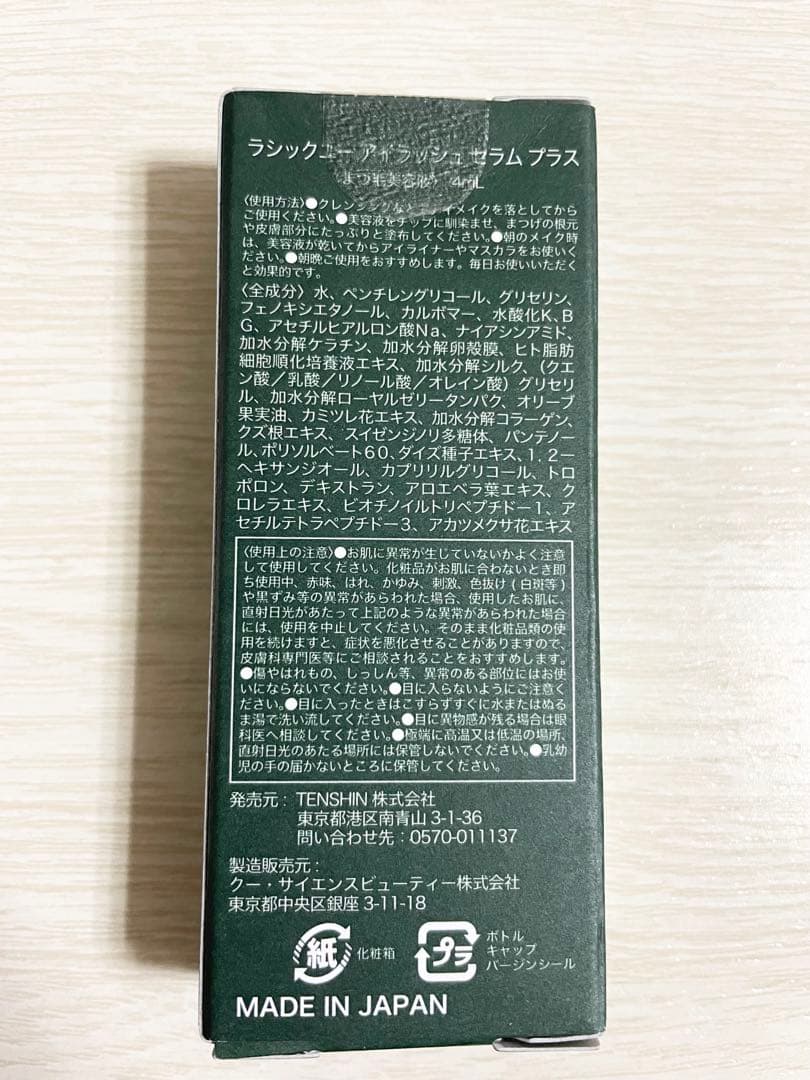 ラシックユー アイラッシュ セラム プラス
まつ毛美容液 4mL
〈使用方法〉●クレンジングなど イメイクを落としてから
ご使用ください。●美容液をチップに馴染ませ、まつげの根元
や皮膚部分にたっぷりと塗布してください。●朝のメイク時
は、美容液が乾いてからアイライナーやマスカラをお使いく
ださい。●朝晩ご使用をおすすめします。毎日お使いいただく
と効果的です。
〈全成分〉水、ペンチレングリコール、グリセリン、
フェノキシエタノール、カルボマー、水酸化K、B
G、アセチルヒアルロン酸Na、ナイアシンアミド、
加水分解ケラチン、加水分解卵殻膜、ヒト脂肪
細胞順化培養液エキス、加水分解シルク、(クエ
ン酸／乳酸／リノール酸／オレイン酸)グリセリ
ル、加水分解ローヤルゼリータンパク、オリーブ
果実油、カミツレ花エキス、加水分解コラーゲン、
クズ根エキス、スイゼンジノリ多糖体、パンテノー
ル、ポリソルベート60、ダイズ種子エキス、1，2ー
ヘキサンジオール、カプリリルグリコール、トロ
ポロン、デキストラン、アロエベラ葉エキス、ク
ロレラエキス、ビオチノイルトリペプチドー1、ア
セチルテトラペプチドー3、アカツメクサ花エキス
〈使用上の注意〉●お肌に異常が生じていないかよく注意
して使用してください。化粧品がお肌に合わないとき即
ち使用中、赤味、はれ、かゆみ、刺激、色抜け(白斑等)
や黒ずみ等の異常があらわれた場合、使用したお肌に、
直射日光があたって上記のような異常があらわれた場合
には、使用を中止してください。そのまま化粧品類の使
用を続けますと、症状を悪化させることがありますので、
皮膚科専門医等にご相談されることをおすすめします。
●傷やはれもの、しっしん等、異常のある部位にはお使
いにならないでください。●目に入らないようにご注意く
ださい。●目に入ったときはこすらずすぐに水またはぬる
ま湯で洗い流してください。●目に異物感が残る場合は眼
科医へ相談してください。●極端に高温又は低温の場所、
直射日光のあたる場所には保管しないでください。●乳幼
児の手の届かないところに保管してください。
発売元：TENSHIN 株式会社
東京都港区南青山 3-1-36
問い合わせ先：0570-011137
製造販売元：
クー・サイエンスビューティー株式会社
東京都中央区銀座 3-11-18
紙 化粧箱
プラ ボトル
キャップ
バージンシール
MADE IN JAPAN